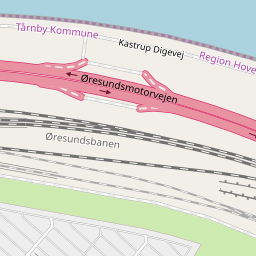 Tårnby Kommune
Kastrup Digevej
Region Hove
Øresundsmotorvejen
Øresundsbanen